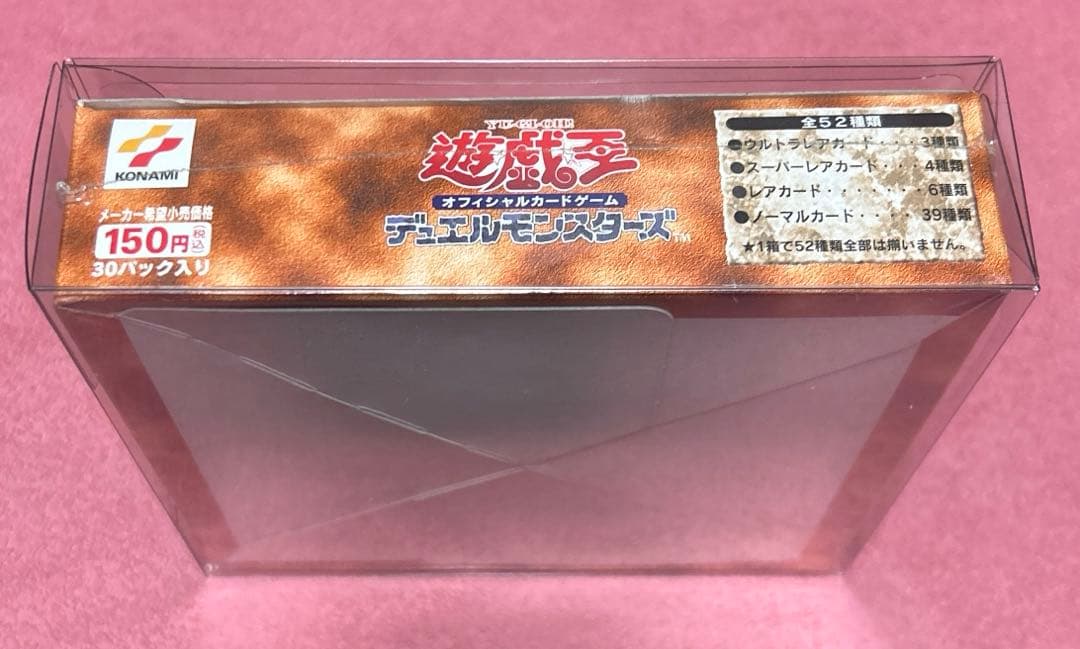 KONAMI
メーカー希望小売価格
150円(税込)
30パック入り
YU-GI-OH!
遊戯王
オフィシャルカードゲーム
デュエルモンスターズ™
全52種類
●ウルトラレアカード・・・3種類
●スーパーレアカード・・・4種類
●レアカード・・・・・・・6種類
●ノーマルカード・・・・39種類
★1箱で52種類全部は揃いません。